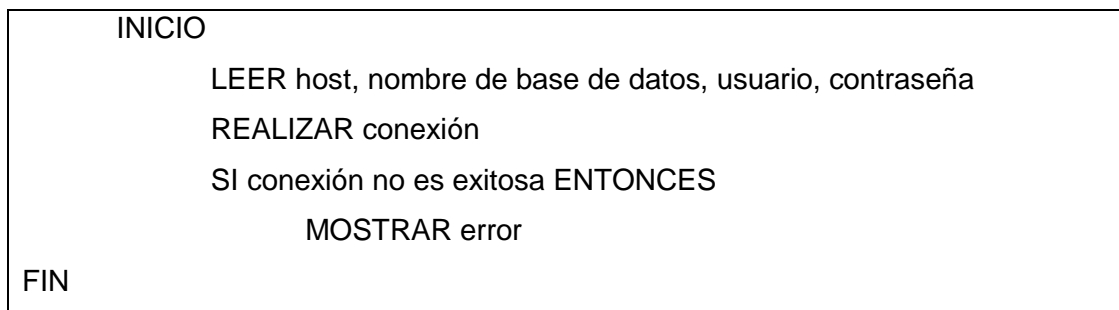 INICIO
LEER host, nombre de base de datos, usuario, contraseña
REALIZAR conexión
SI conexión no es exitosa ENTONCES
MOSTRAR error
FIN